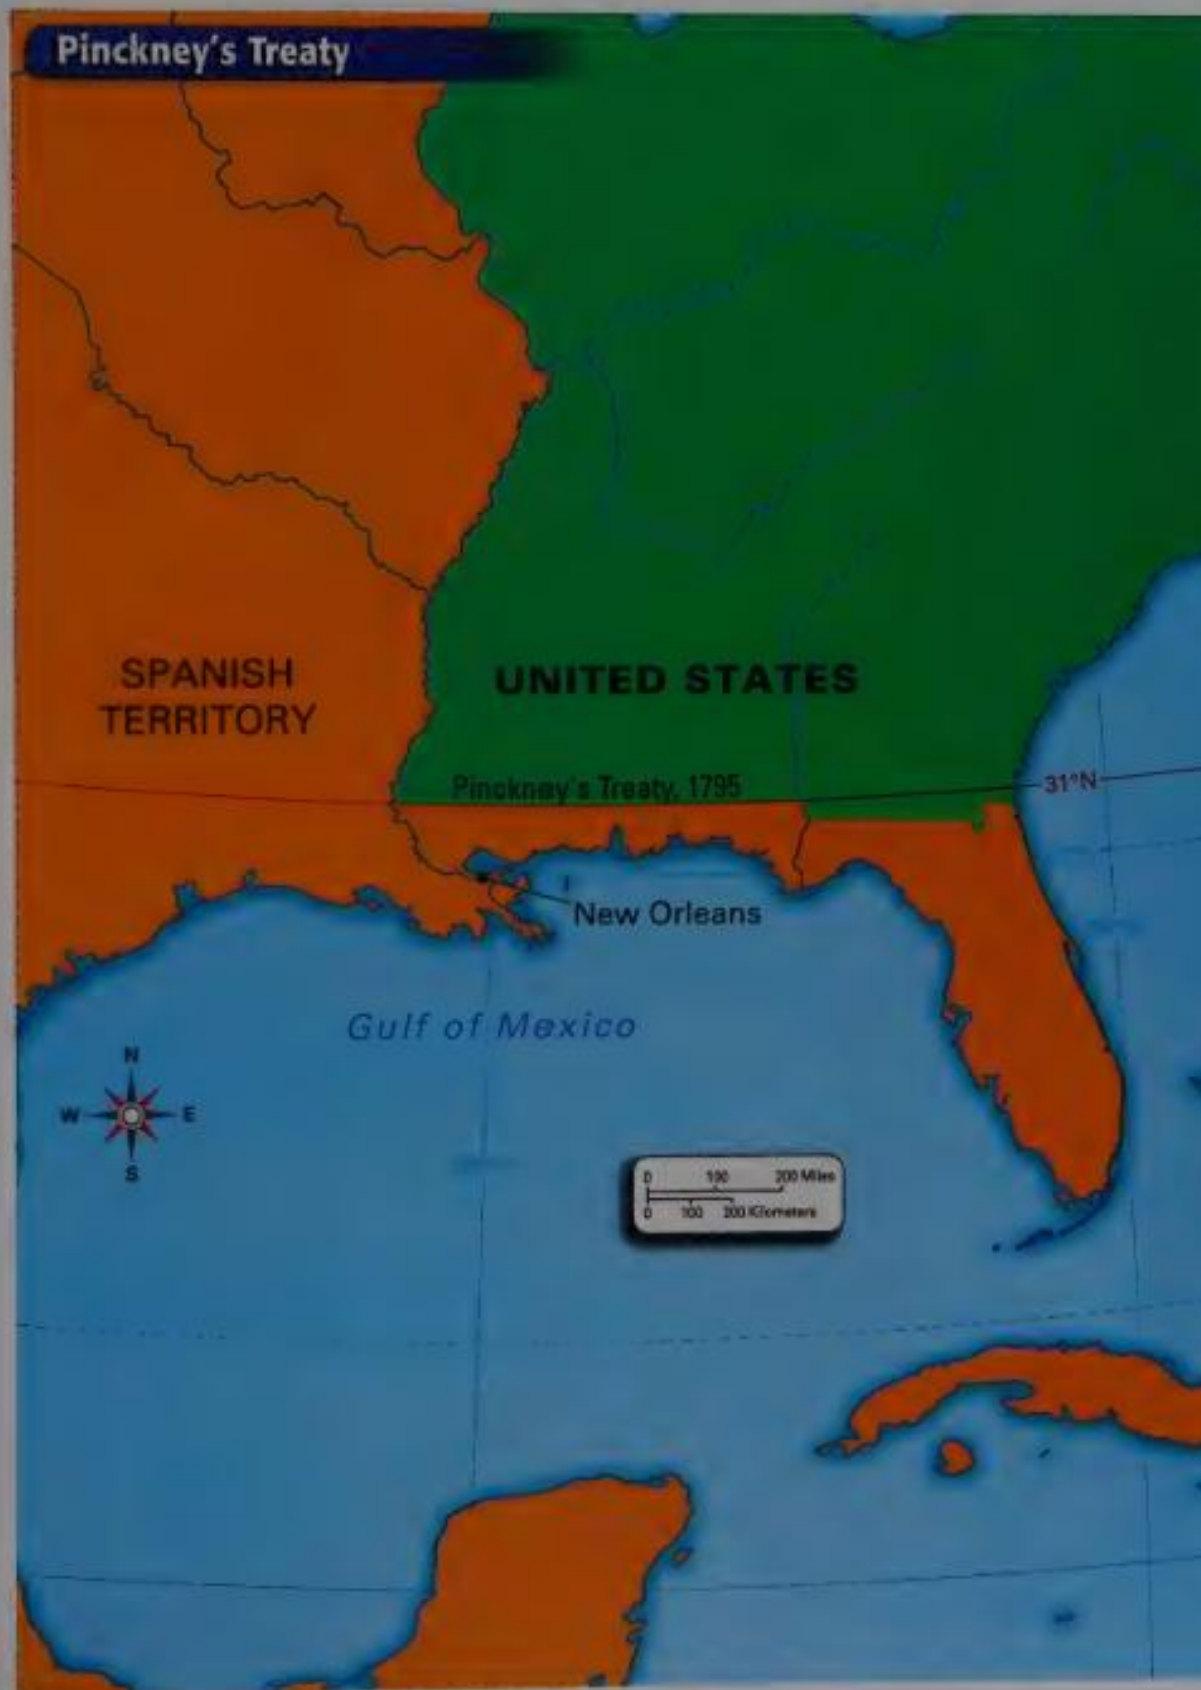 Pinckney's Treaty
SPANISH
TERRITORY
UNITED STATES
Pinckney's Treaty, 1795
31°N
New Orleans
Gulf of Mexico
N
W E
S
0 100 200 Miles
0 100 200 Kilometers